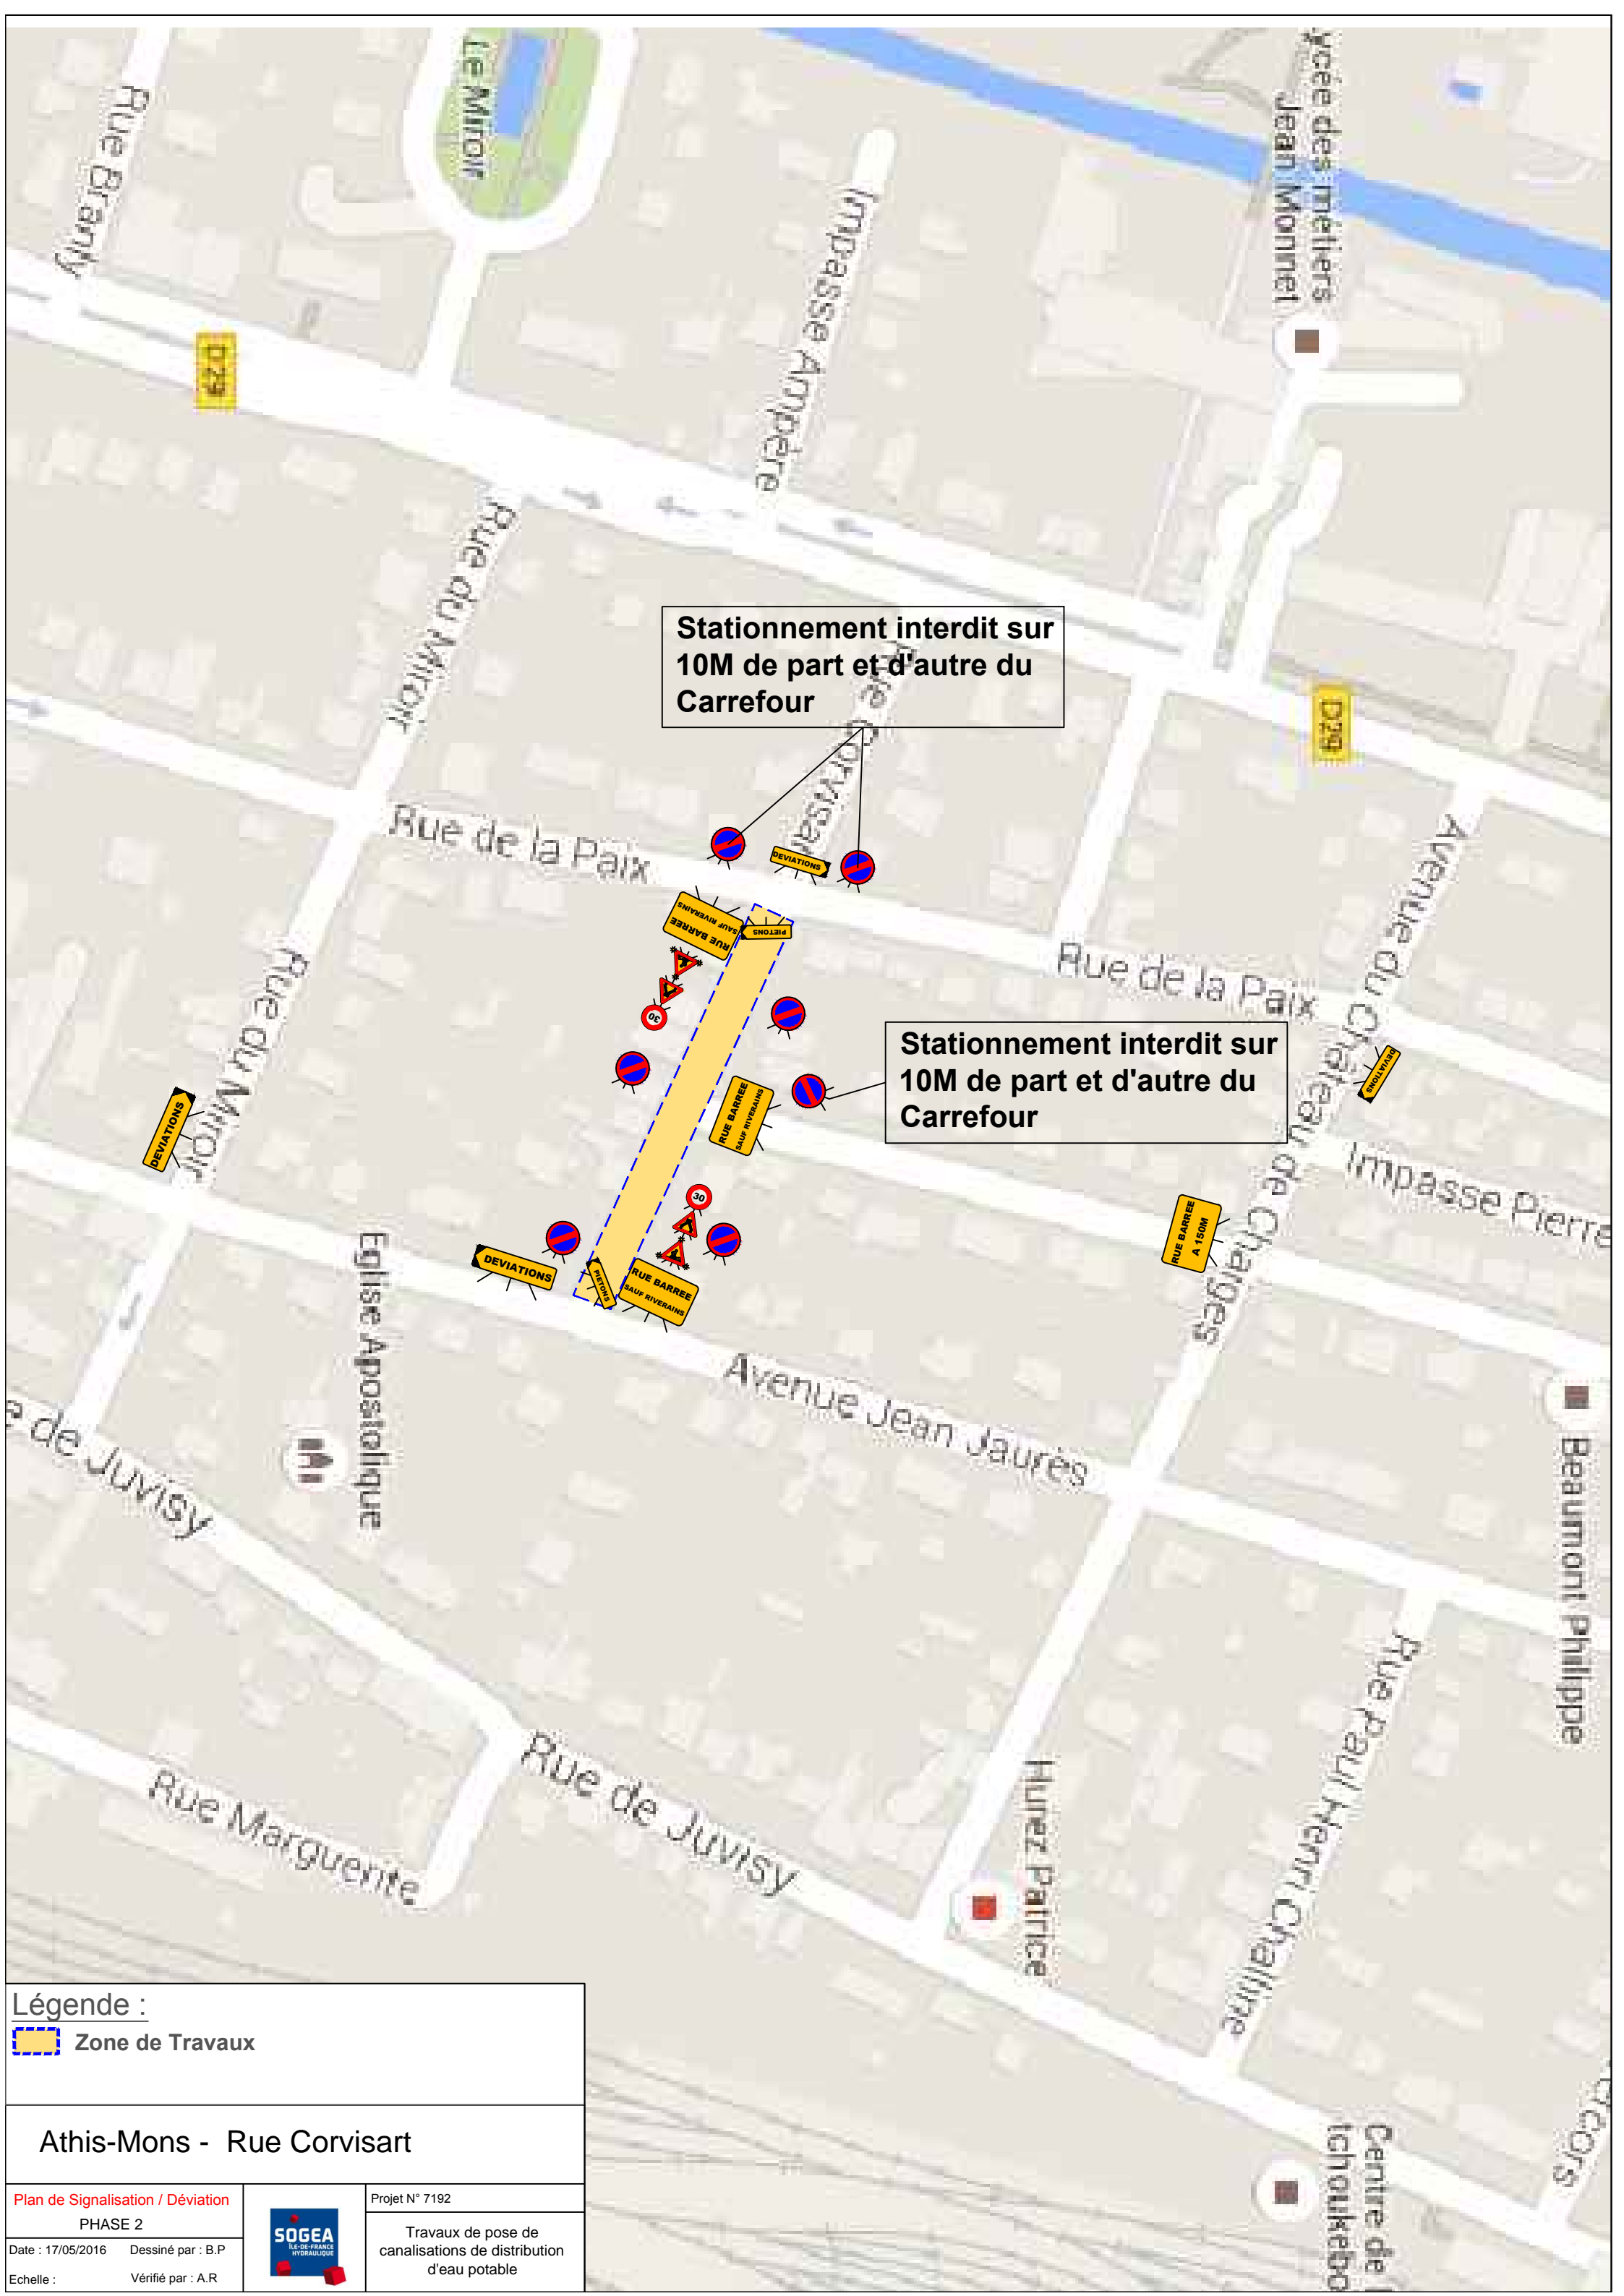 Le Miroir
ycée des métiers
Jean Monnet
Rue Branly
Impasse Ampère
D 29
Rue du Miroir
Stationnement interdit sur
10M de part et d'autre du
Carrefour
D 29
Rue de la Paix
DEVIATIONS
RUE BARREE
SAUF RIVERAINS
PIETONS
Avenue du Château de Charges
Rue de la Paix
30
Rue du Miroir
Stationnement interdit sur
10M de part et d'autre du
Carrefour
DEVIATIONS
DEVIATIONS
RUE BARREE
SAUF RIVERAINS
Impasse Pierre
RUE BARREE
A 150M
30
DEVIATIONS
PIETONS
RUE BARREE
SAUF RIVERAINS
Eglise Apostolique
Avenue Jean Jaurès
e de Juvisy
Beaumont Philippe
Rue Paul Henri Challine
Rue de Juvisy
Hunez Patrice
Rue Marguerite
Centre de
tchoukebo
Légende :
Zone de Travaux
Athis-Mons - Rue Corvisart
Plan de Signalisation / Déviation
PHASE 2
Date : 17/05/2016 Dessiné par : B.P
Echelle : Vérifié par : A.R
SOGEA
ÎLE-DE-FRANCE
HYDRAULIQUE
Projet N° 7192
Travaux de pose de
canalisations de distribution
d'eau potable